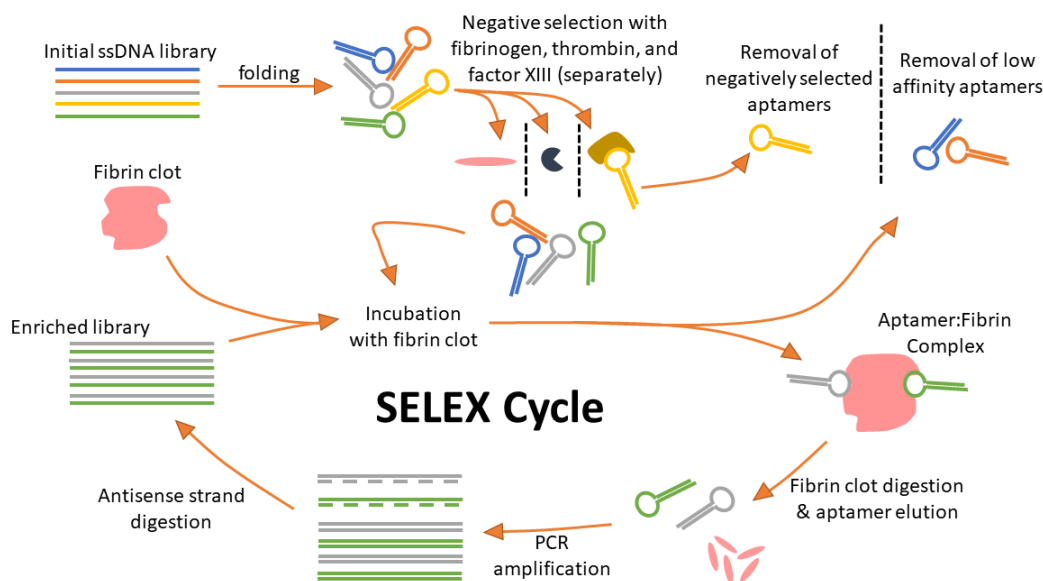 Initial ssDNA library
folding
Negative selection with
fibrinogen, thrombin, and
factor XIII (separately)
Removal of
negatively selected
aptamers
Removal of low
affinity aptamers
Fibrin clot
Enriched library
Incubation
with fibrin clot
Aptamer:Fibrin
Complex
SELEX Cycle
Antisense strand
digestion
PCR
amplification
Fibrin clot digestion
& aptamer elution